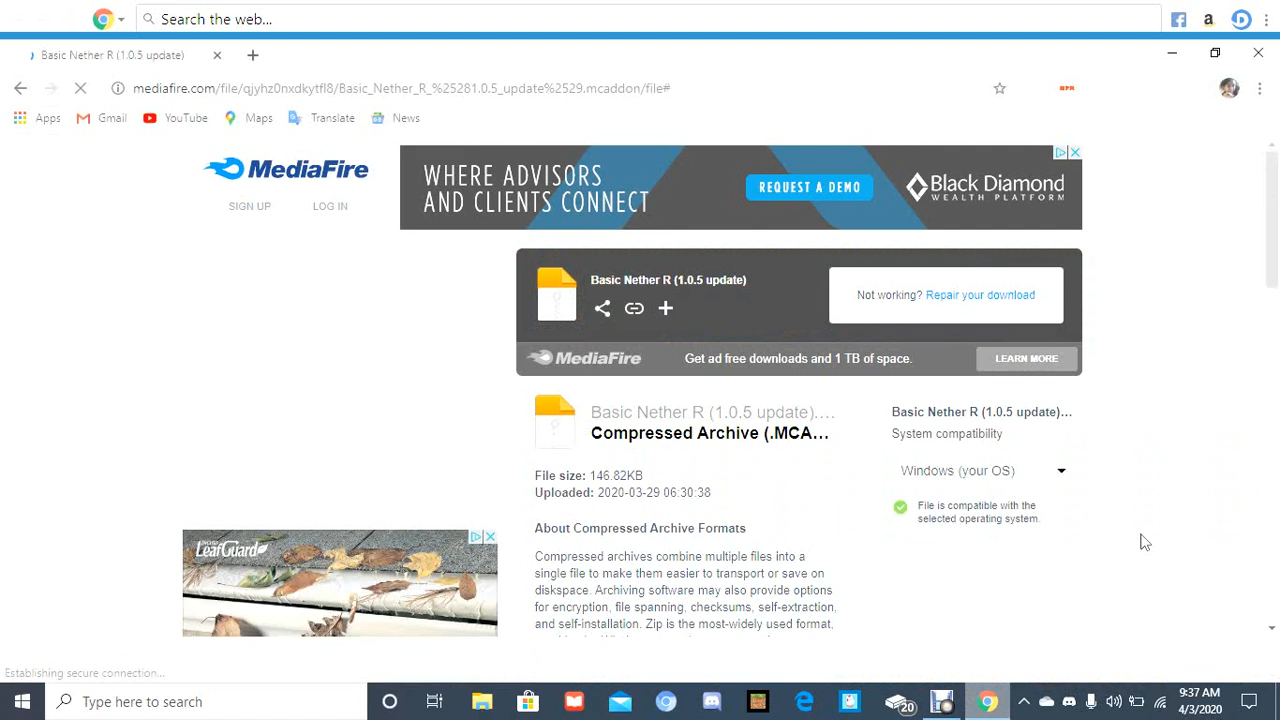 Search the web...
Basic Nether R (1.0.5 update)
mediafire.com/file/qjyhz0nxdkytfl8/Basic_Nether_R_%25281.0.5_update%2529.mcaddon/file#
Apps Gmail YouTube Maps Translate News
MediaFire
SIGN UP LOG IN
WHERE ADVISORS
AND CLIENTS CONNECT
REQUEST A DEMO
Black Diamond
WEALTH PLATFORM
Basic Nether R (1.0.5 update)
Not working? Repair your download
MediaFire Get ad free downloads and 1 TB of space. LEARN MORE
Basic Nether R (1.0.5 update)....
Compressed Archive (.MCA...
File size: 146.82KB
Uploaded: 2020-03-29 06:30:38
About Compressed Archive Formats
Compressed archives combine multiple files into a
single file to make them easier to transport or save on
diskspace. Archiving software may also provide options
for encryption, file spanning, checksums, self-extraction,
and self-installation. Zip is the most-widely used format,
Basic Nether R (1.0.5 update)...
System compatibility
Windows (your OS)
File is compatible with the
selected operating system.
LeafGuard
Establishing secure connection...
Type here to search
20
9:37 AM
4/3/2020